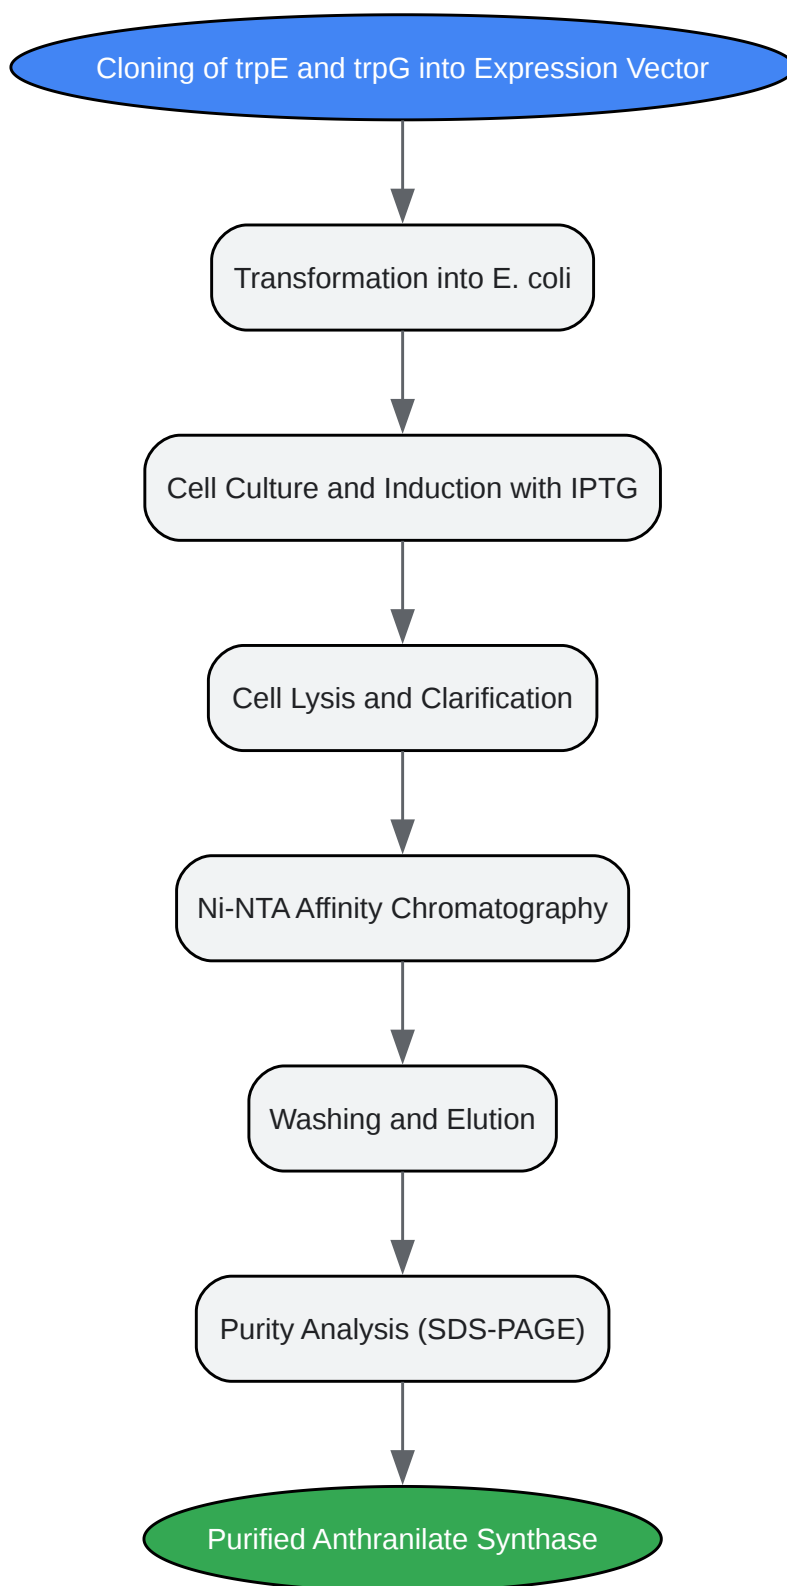 Cloning of trpE and trpG into Expression Vector
Transformation into E. coli
Cell Culture and Induction with IPTG
Cell Lysis and Clarification
Ni-NTA Affinity Chromatography
Washing and Elution
Purity Analysis (SDS-PAGE)
Purified Anthranilate Synthase